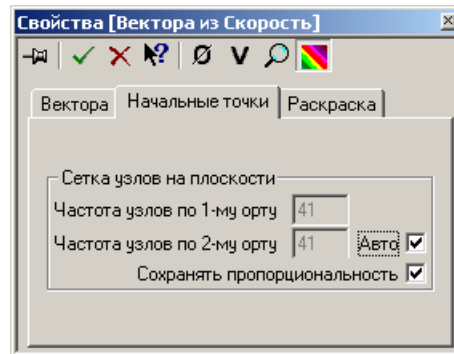 Свойства [Вектора из Скорость]
Вектора Начальные точки Раскраска
Сетка узлов на плоскости
Частота узлов по 1-му орту 41
Частота узлов по 2-му орту 41 Авто
Сохранять пропорциональность